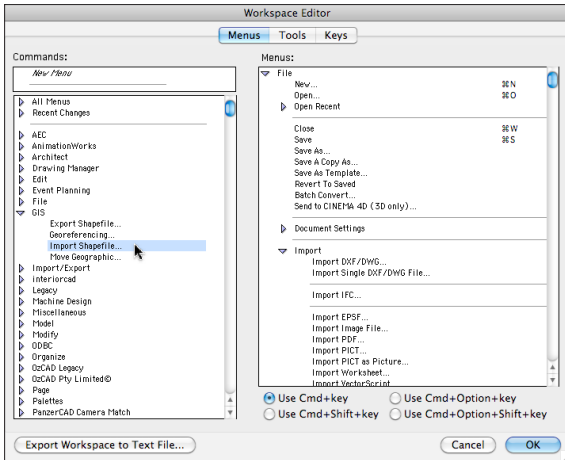 Workspace Editor
Menus Tools Keys
Commands:
New Menu
All Menus
Recent Changes
AEC
AnimationWorks
Architect
Drawing Manager
Edit
Event Planning
File
GIS
Export Shapefile...
Georeferencing...
Import Shapefile...
Move Geographic...
Import/Export
interiorcad
Legacy
Machine Design
Miscellaneous
Model
Modify
ODBC
Organize
OzCAD Legacy
OzCAD Pty Limited©
Page
Palettes
PanzerCAD Camera Match
Menus:
File
New... ⌘N
Open... ⌘O
Open Recent
Close ⌘W
Save ⌘S
Save As...
Save A Copy As...
Save As Template...
Revert To Saved
Batch Convert...
Send to CINEMA 4D (3D only)...
Document Settings
Import
Import DXF/DWG...
Import Single DXF/DWG File...
Import IFC...
Import EPSF...
Import Image File...
Import PDF...
Import PICT...
Import PICT as Picture...
Import Worksheet...
Import VectorScript
Use Cmd+key Use Cmd+Option+key
Use Cmd+Shift+key Use Cmd+Option+Shift+key
Export Workspace to Text File... Cancel OK